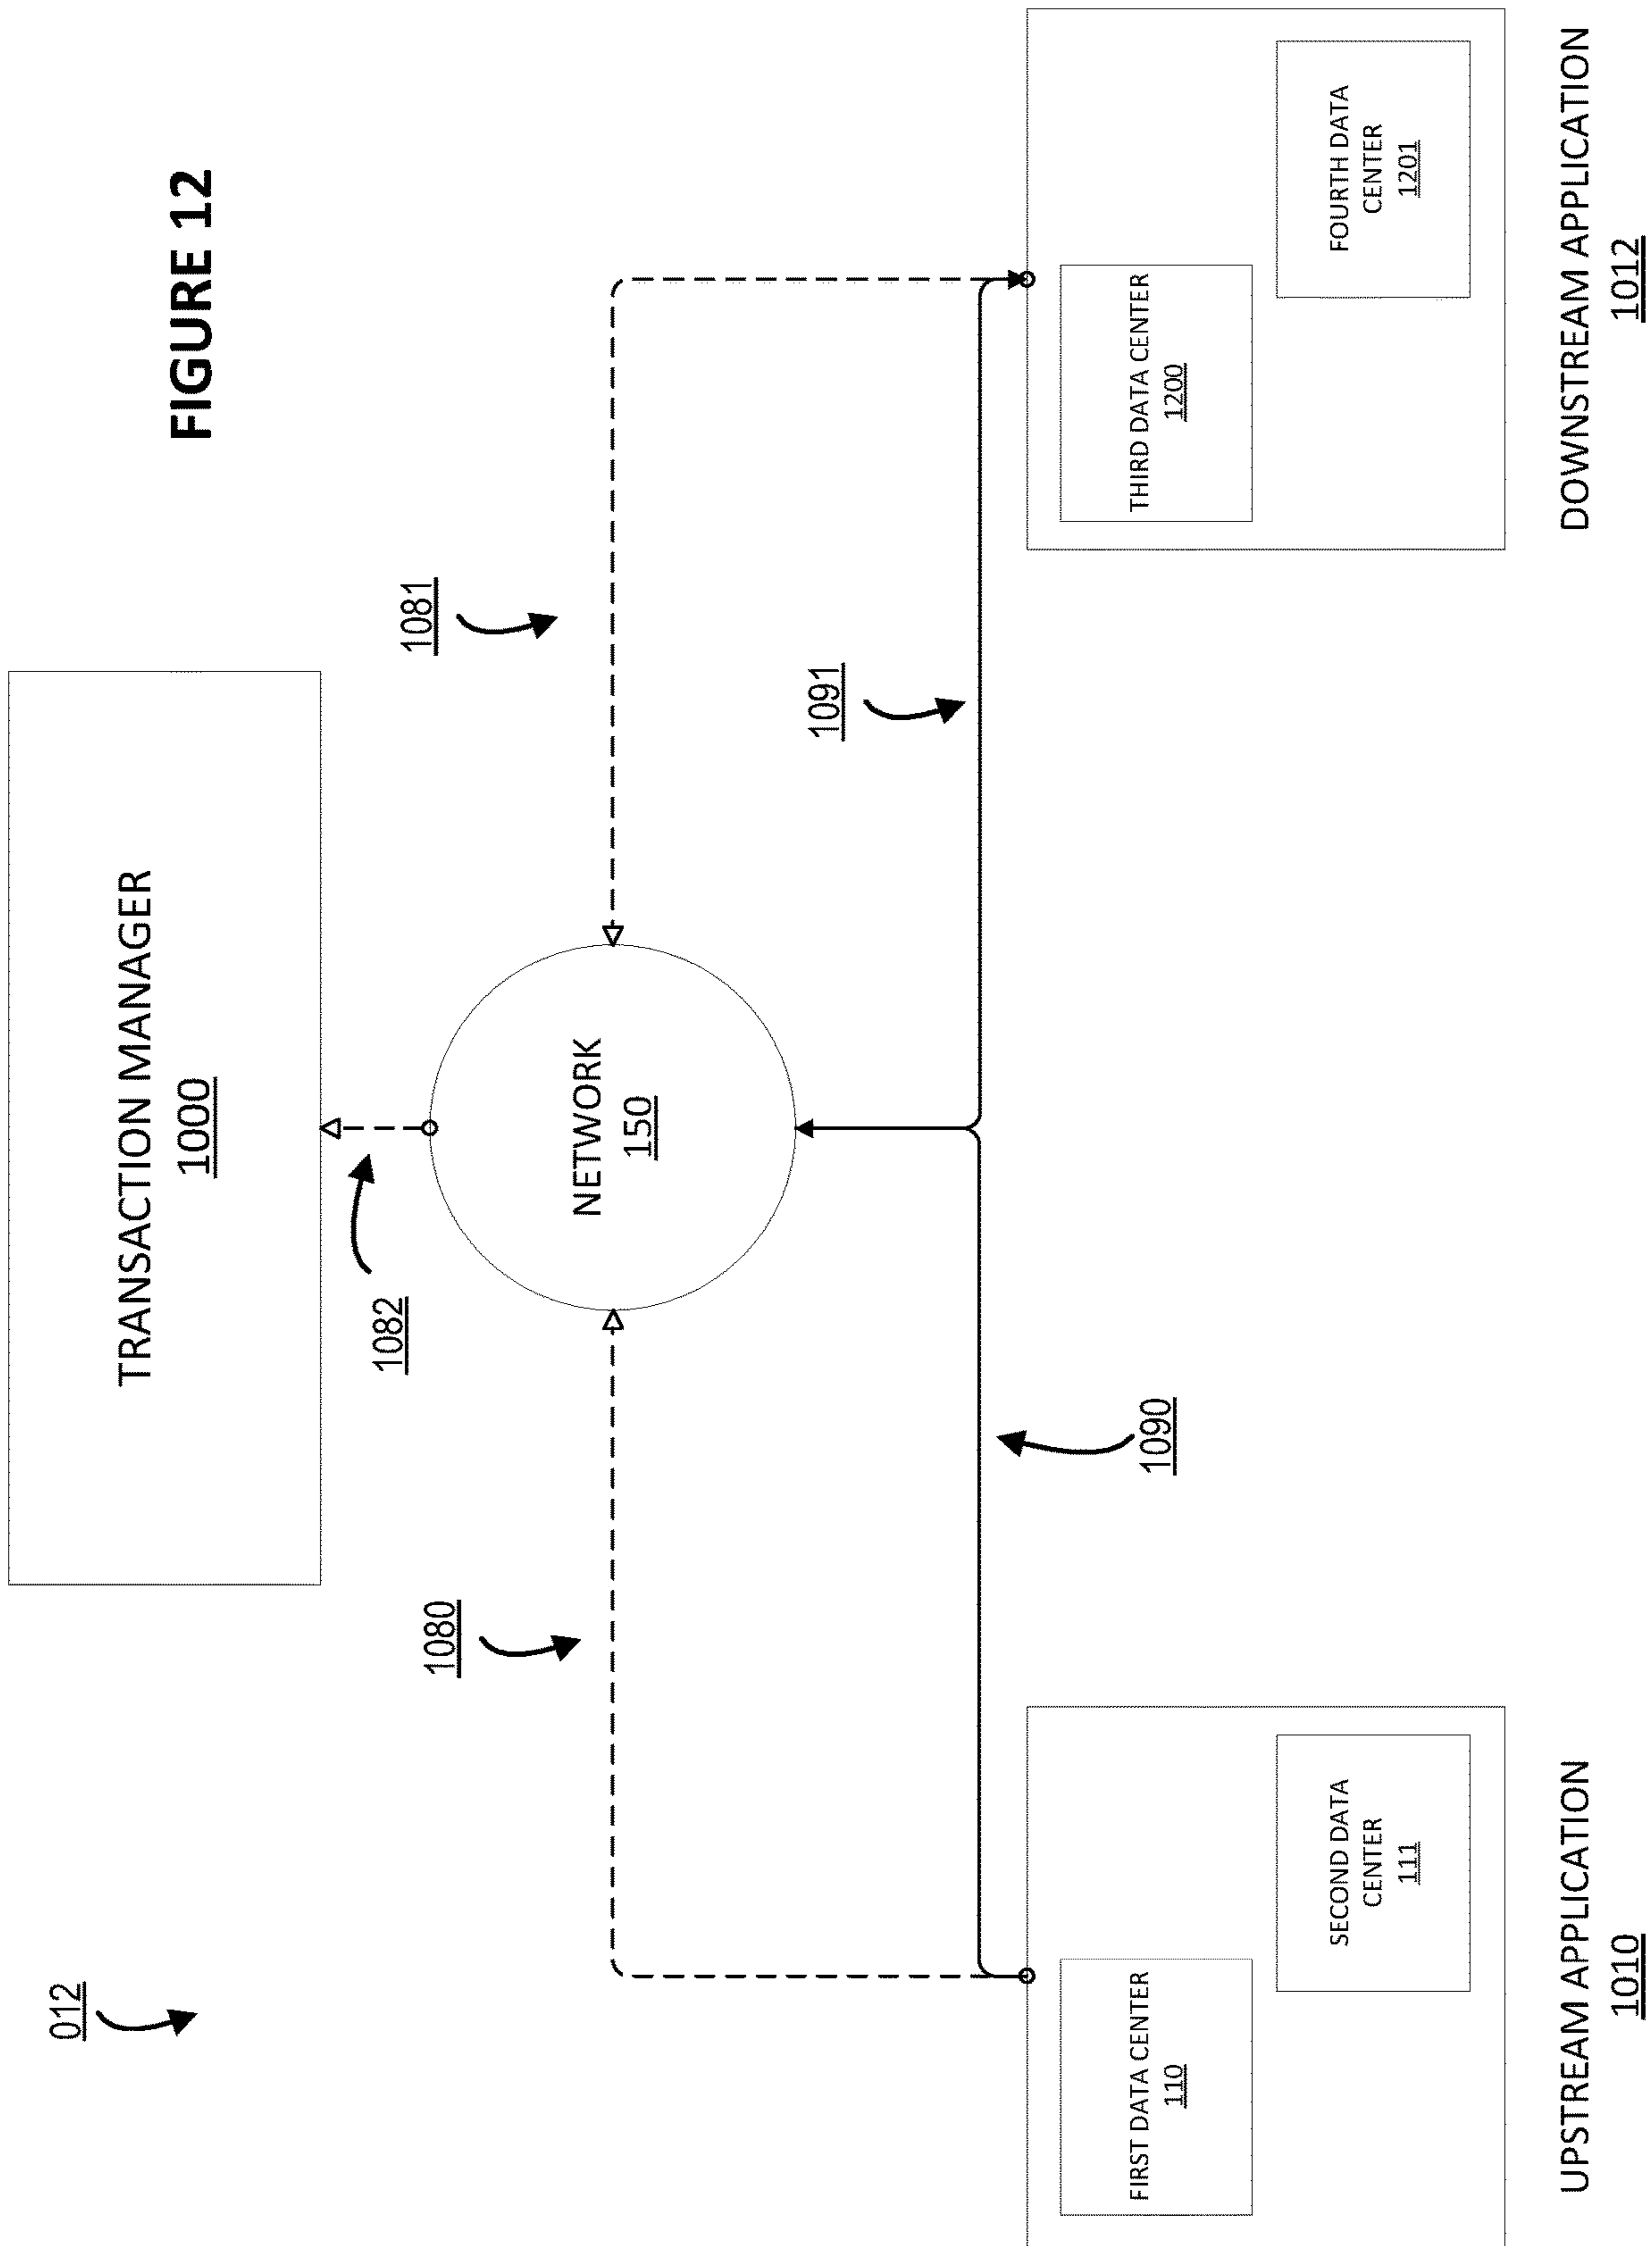 012
FIGURE 12
TRANSACTION MANAGER
1000
1082
1080
1081
NETWORK
150
1091
1090
FIRST DATA CENTER
110
SECOND DATA
CENTER
111
UPSTREAM APPLICATION
1010
THIRD DATA CENTER
1200
FOURTH DATA
CENTER
1201
DOWNSTREAM APPLICATION
1012